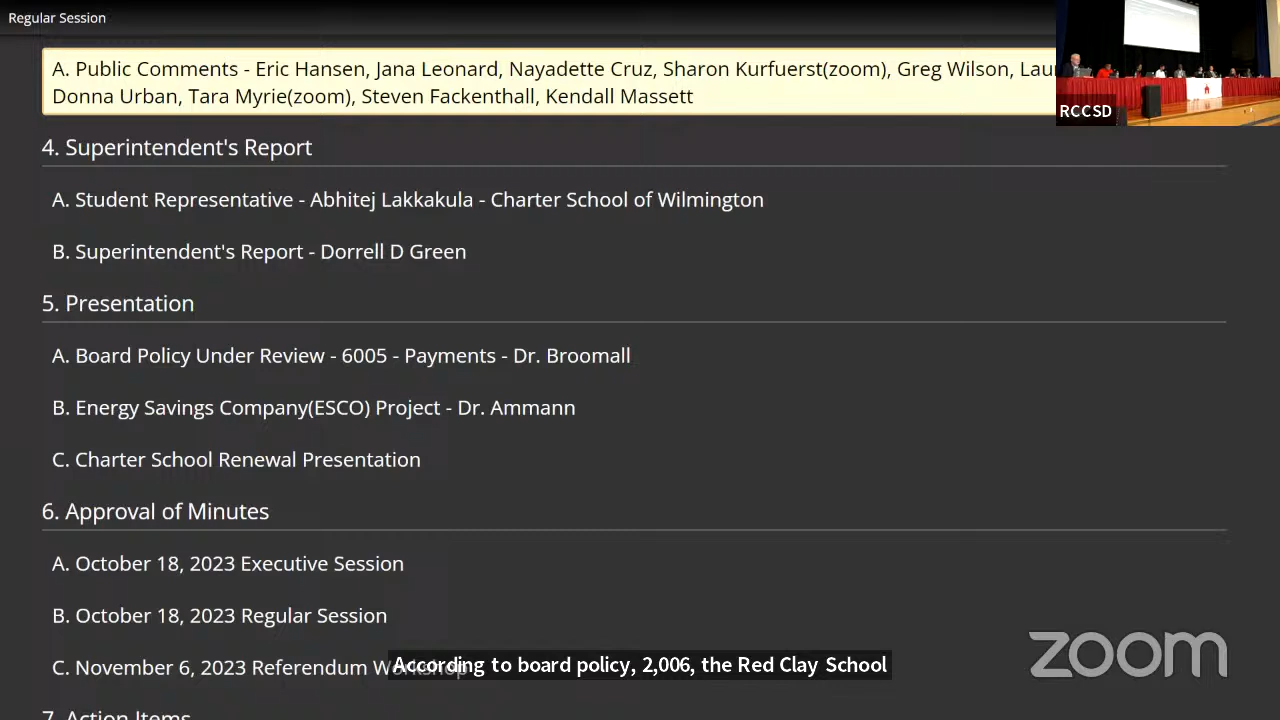 Regular Session
A. Public Comments - Eric Hansen, Jana Leonard, Nayadette Cruz, Sharon Kurfuerst(zoom), Greg Wilson,
Donna Urban, Tara Myrie(zoom), Steven Fackenthall, Kendall Massett
RCCSD
4. Superintendent's Report
A. Student Representative - Abhitej Lakkakula - Charter School of Wilmington
B. Superintendent's Report - Dorrell D Green
5. Presentation
A. Board Policy Under Review - 6005 - Payments - Dr. Broomall
B. Energy Savings Company(ESCO) Project - Dr. Ammann
C. Charter School Renewal Presentation
6. Approval of Minutes
A. October 18, 2023 Executive Session
B. October 18, 2023 Regular Session
C. November 6, 2023 Referendum Workshop
According to board policy, 2,006, the Red Clay School
zoom
7. Action Items